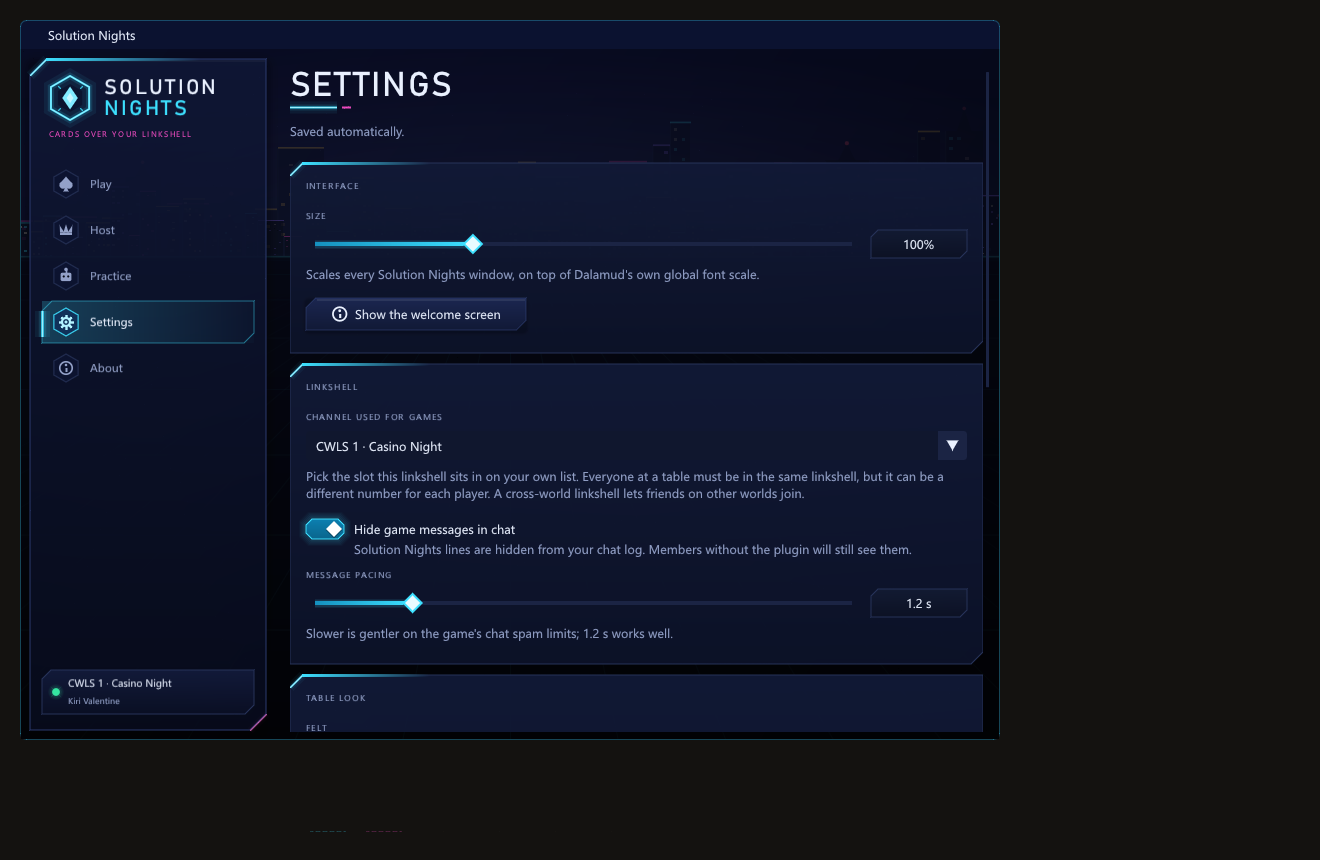 Solution Nights
SOLUTION
NIGHTS
CARDS OVER YOUR LINKSHELL
Play
Host
Practice
Settings
About
CWLS 1 · Casino Night
Kiri Valentine
SETTINGS
Saved automatically.
INTERFACE
SIZE
100%
Scales every Solution Nights window, on top of Dalamud's own global font scale.
Show the welcome screen
LINKSHELL
CHANNEL USED FOR GAMES
CWLS 1 · Casino Night
Pick the slot this linkshell sits in on your own list. Everyone at a table must be in the same linkshell, but it can be a
different number for each player. A cross-world linkshell lets friends on other worlds join.
Hide game messages in chat
Solution Nights lines are hidden from your chat log. Members without the plugin will still see them.
MESSAGE PACING
1.2 s
Slower is gentler on the game's chat spam limits; 1.2 s works well.
TABLE LOOK
FELT